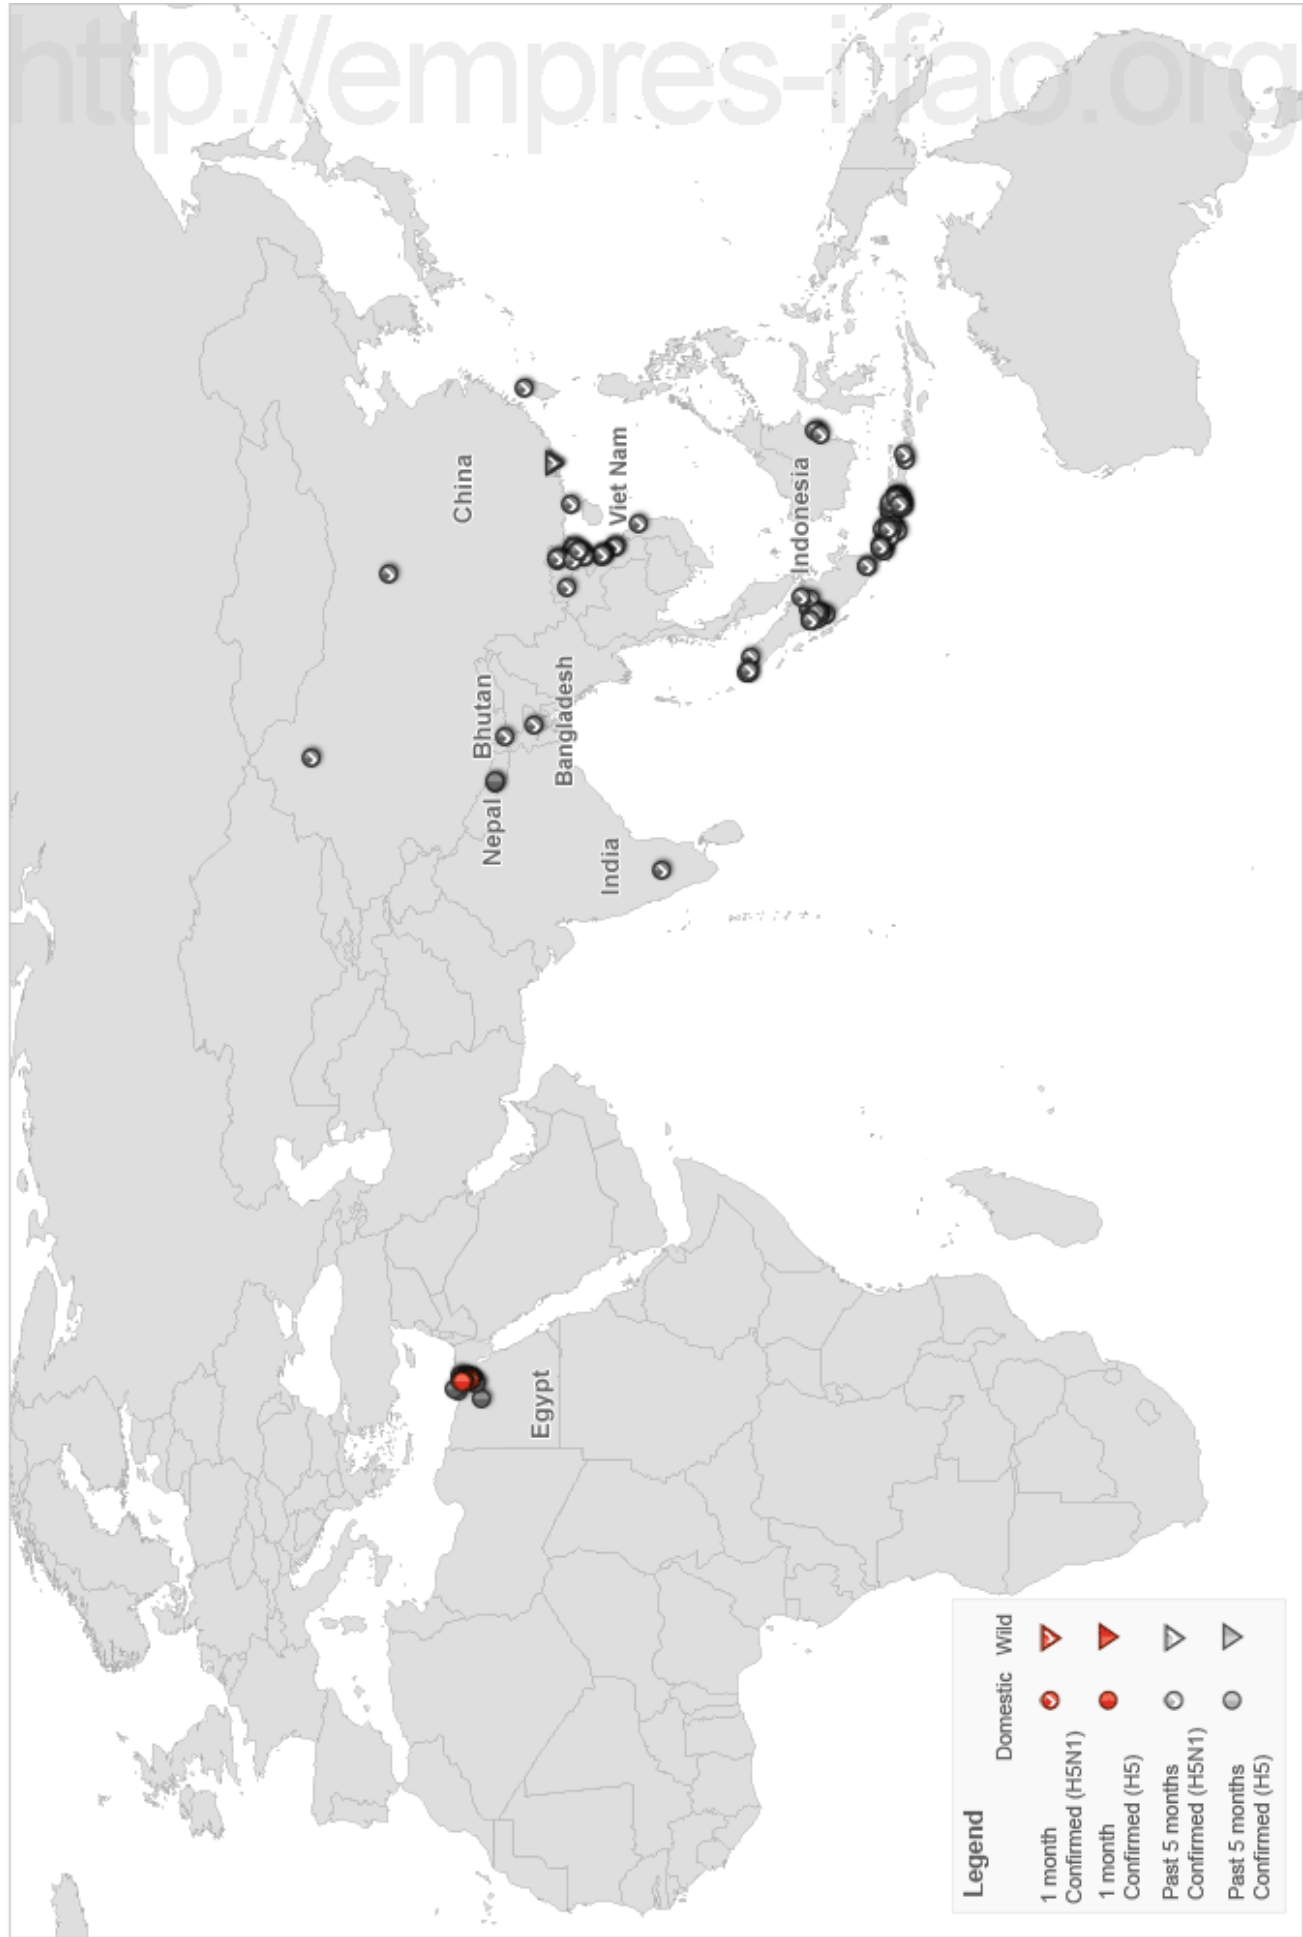 http://empres-i.fao.org
China
Viet Nam
Indonesia
Bhutan
Bangladesh
Nepal
India
Egypt
Legend
Domestic Wild
1 month
Confirmed (H5N1)
1 month
Confirmed (H5)
Past 5 months
Confirmed (H5N1)
Past 5 months
Confirmed (H5)